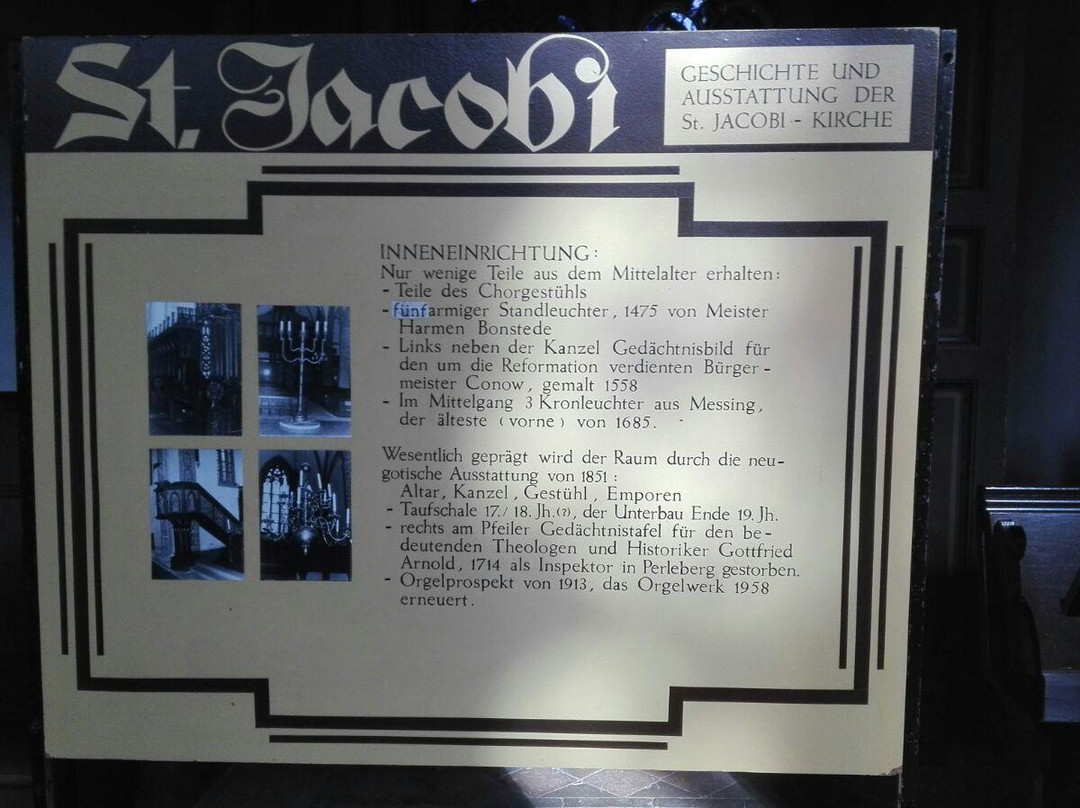 St. Jacobi
GESCHICHTE UND
AUSSTATTUNG DER
St. JACOBI - KIRCHE
INNENEINRICHTUNG:
Nur wenige Teile aus dem Mittelalter erhalten:
- Teile des Chorgestühls
- fünfarmiger Standleuchter, 1475 von Meister
Harmen Bonstede
- Links neben der Kanzel Gedächtnisbild für
den um die Reformation verdienten Bürger-
meister Conow, gemalt 1558
- Im Mittelgang 3 Kronleuchter aus Messing,
der älteste (vorne) von 1685.
Wesentlich geprägt wird der Raum durch die neu-
gotische Ausstattung von 1851:
Altar, Kanzel, Gestühl, Emporen
- Taufschale 17./18. Jh.(?), der Unterbau Ende 19. Jh.
- rechts am Pfeiler Gedächtnistafel für den be-
deutenden Theologen und Historiker Gottfried
Arnold, 1714 als Inspektor in Perleberg gestorben.
- Orgelprospekt von 1913, das Orgelwerk 1958
erneuert.